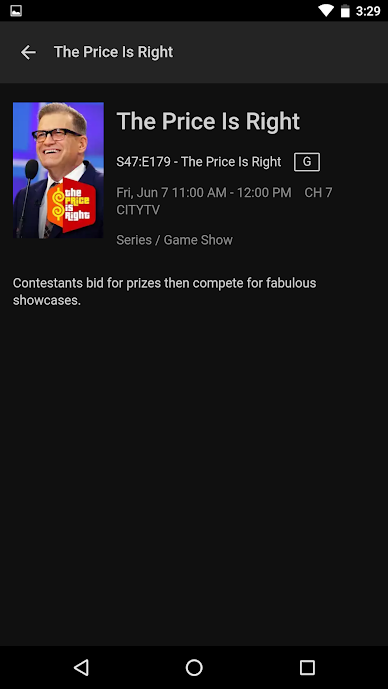 3:29
The Price Is Right
the
PRICE
is
Right
The Price Is Right
S47:E179 - The Price Is Right G
Fri, Jun 7 11:00 AM - 12:00 PM CH 7
CITYTV
Series / Game Show
Contestants bid for prizes then compete for fabulous
showcases.